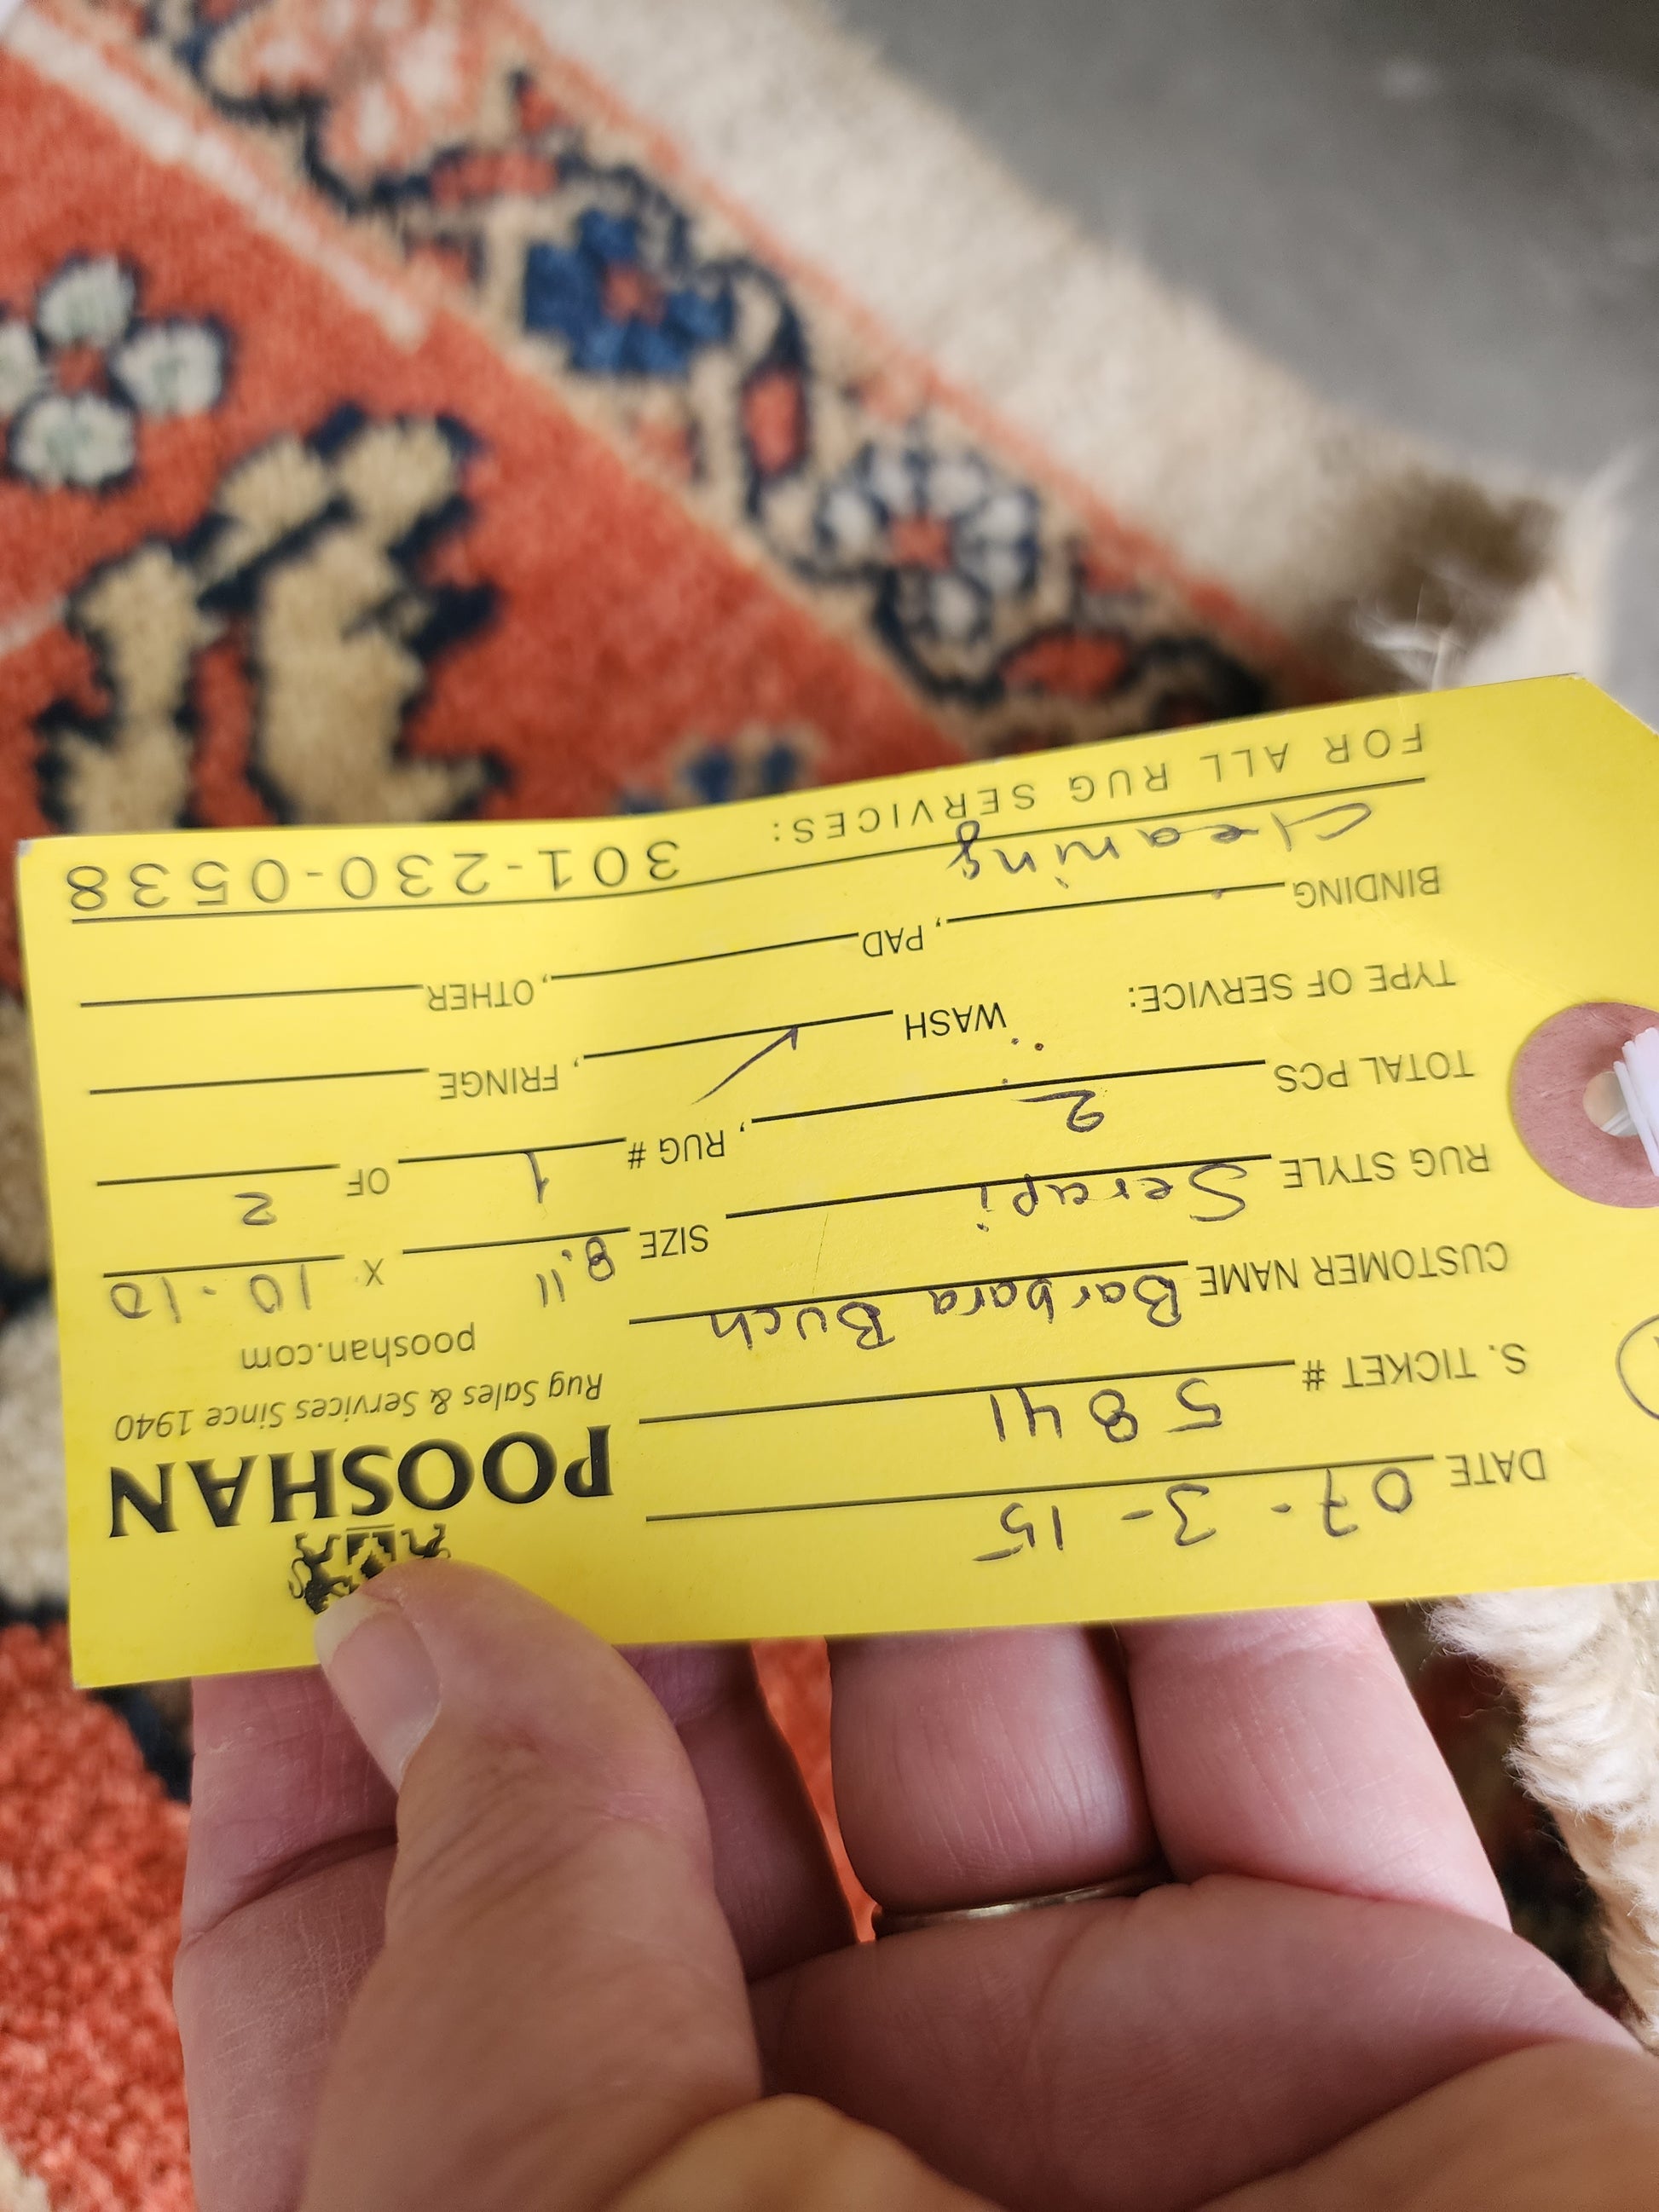 POOSHAN
Rug Sales & Services Since 1940
pooshan.com
DATE 07-3-15
S. TICKET # 5841
CUSTOMER NAME Barbara Buch
RUG STYLE Serapi SIZE 8.11 x 10-10
TOTAL PCS 2, RUG # 1 OF 2
TYPE OF SERVICE: WASH ✓, FRINGE
BINDING, PAD, OTHER
cleaning
FOR ALL RUG SERVICES: 301-230-0538